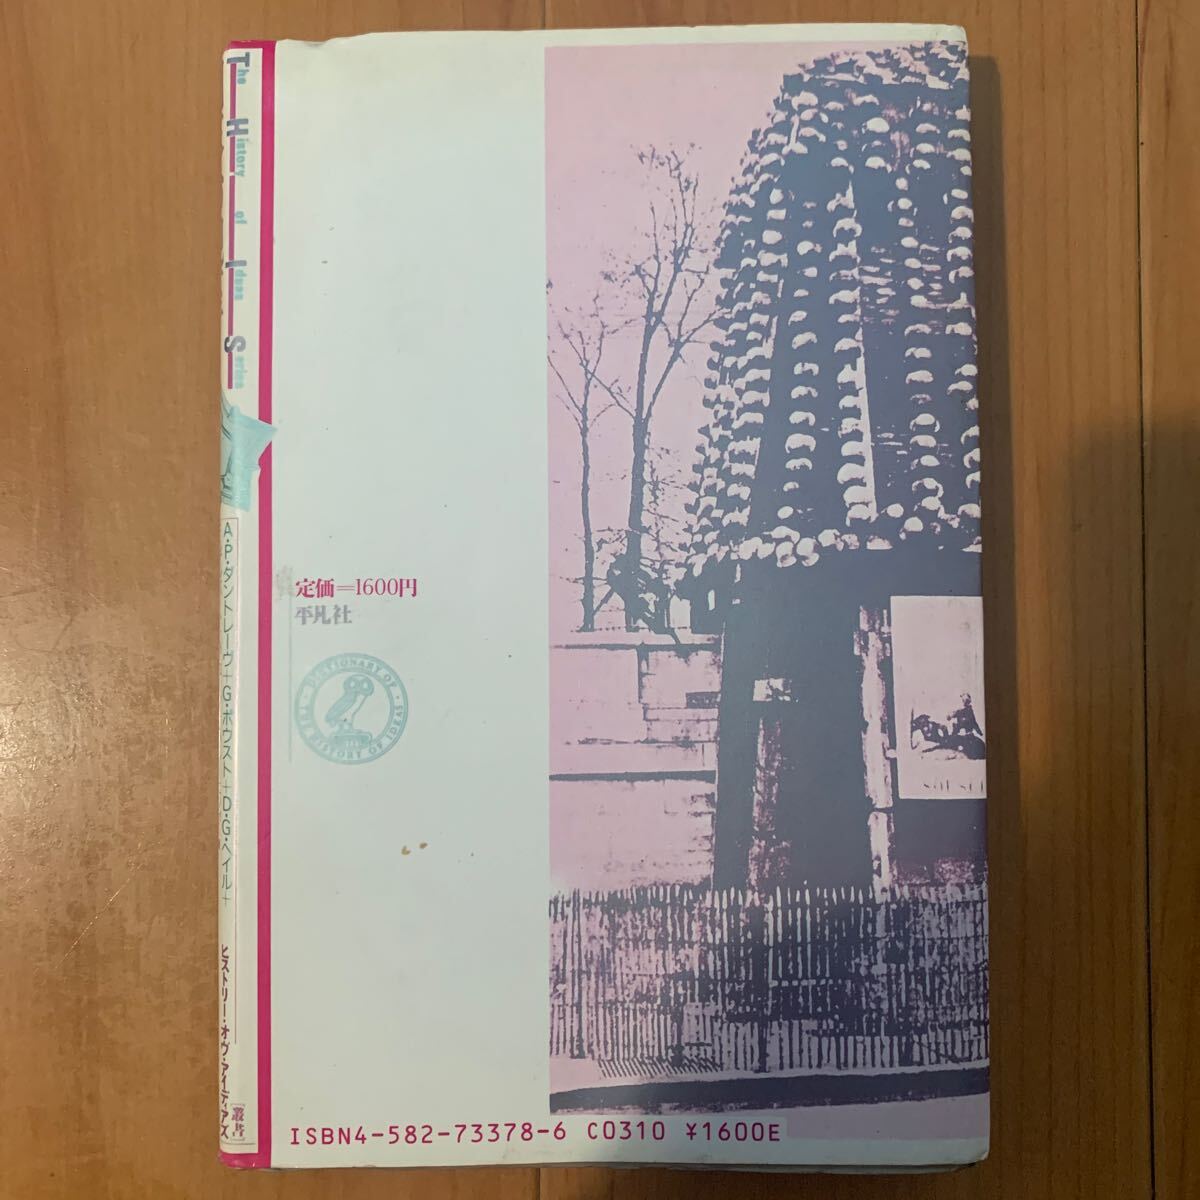 The History of Ideas Series
A・P・ダントレーヴ+G・ボウスト+D・G・ヘイル+
ヒストリー・オヴ・アイディアズ
[叢書]
定価=1600円
平凡社
DICTIONARY OF THE HISTORY OF IDEAS
ISBN4-582-73378-6 C0310 ¥1600E